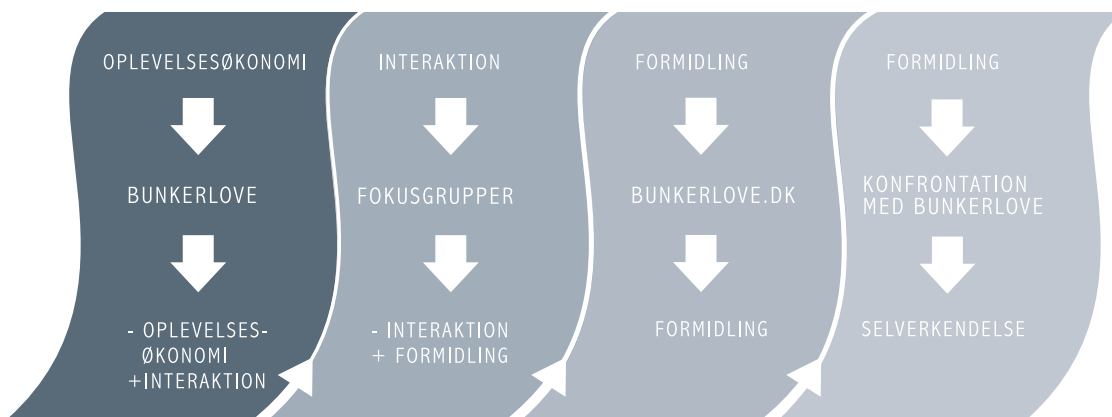 OPLEVELSESØKONOMI
BUNKERLOVE
- OPLEVELSES-
ØKONOMI
+INTERAKTION
INTERAKTION
FOKUSGRUPPER
- INTERAKTION
+ FORMIDLING
FORMIDLING
BUNKERLOVE.DK
FORMIDLING
FORMIDLING
KONFRONTATION
MED BUNKERLOVE
SELVERKENDELSE